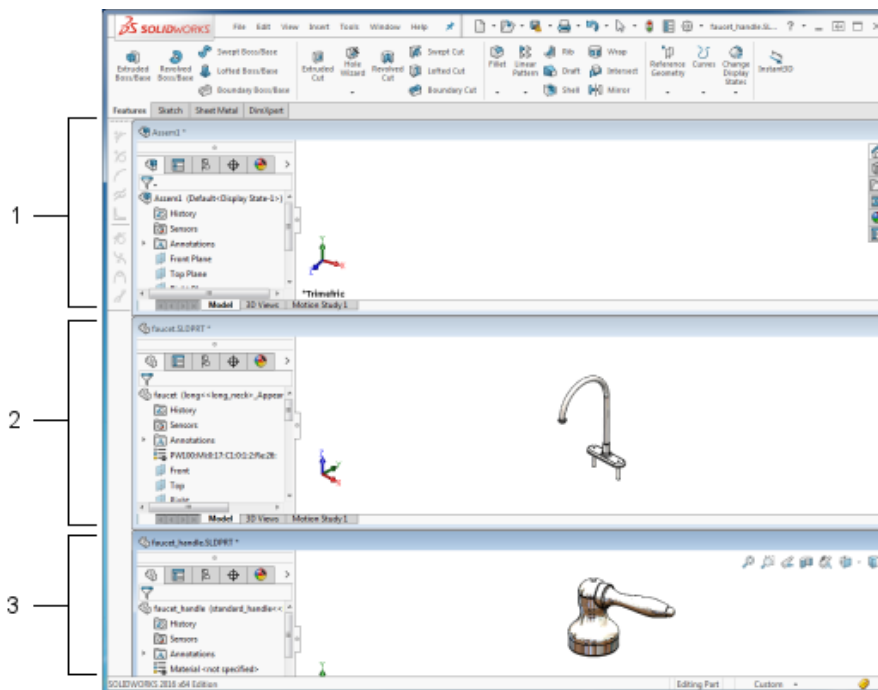 SOLIDWORKS File Edit View Insert Tools Window Help faucet_handle.SL... ?
Extruded Boss/Base
Revolved Boss/Base
Swept Boss/Base
Lofted Boss/Base
Boundary Boss/Base
Extruded Cut
Hole Wizard
Revolved Cut
Swept Cut
Lofted Cut
Boundary Cut
Fillet
Linear Pattern
Rib
Draft
Shell
Wrap
Intersect
Mirror
Reference Geometry
Curves
Change Display States
Instant3D
Features Sketch Sheet Metal DimXpert
1
Assem1 *
Assem1 (Default<Display State-1>)
History
Sensors
Annotations
Front Plane
Top Plane
*Trimetric
Model 3D Views Motion Study 1
2
faucet.SLDPRT *
faucet (long<<long_neck>_Appear
History
Sensors
Annotations
Front
Top
Model 3D Views Motion Study 1
3
faucet_handle.SLDPRT *
faucet_handle (standard_handle<<
History
Sensors
Annotations
Material <not specified>
SOLIDWORKS 2016 x64 Edition Editing Part Custom